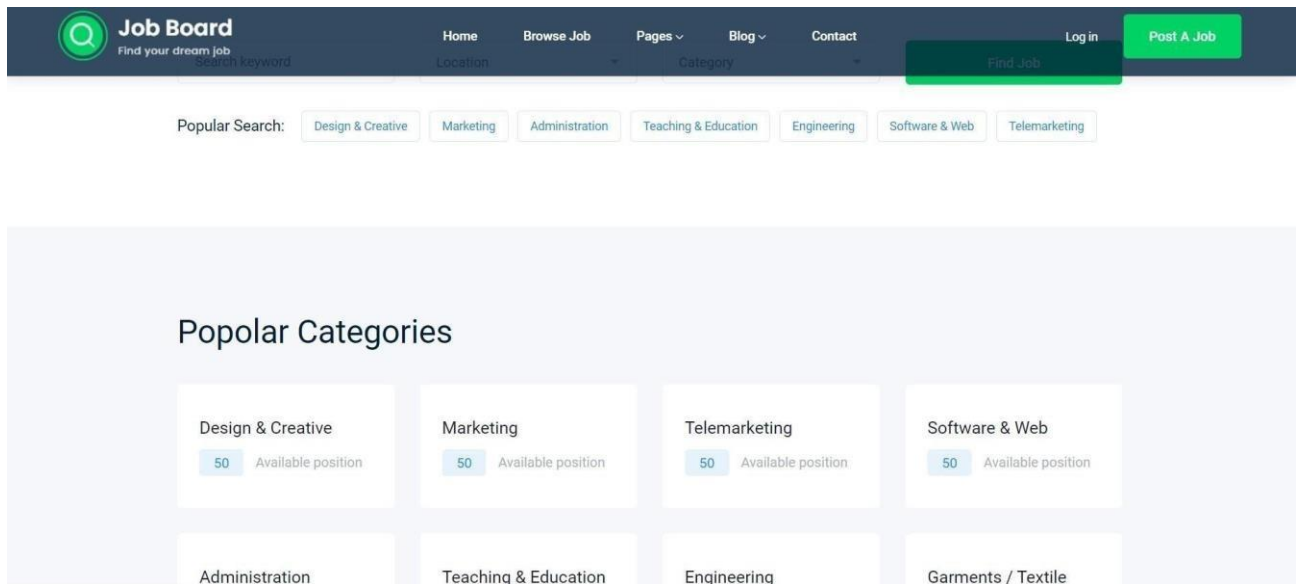 Job Board
Find your dream job
Home Browse Job Pages Blog Contact Log in Post A Job
Search keyword Location Category Find Job
Popular Search: Design & Creative Marketing Administration Teaching & Education Engineering Software & Web Telemarketing
Popolar Categories
Design & Creative Marketing Telemarketing Software & Web
50 Available position 50 Available position 50 Available position 50 Available position
Administration Teaching & Education Engineering Garments / Textile